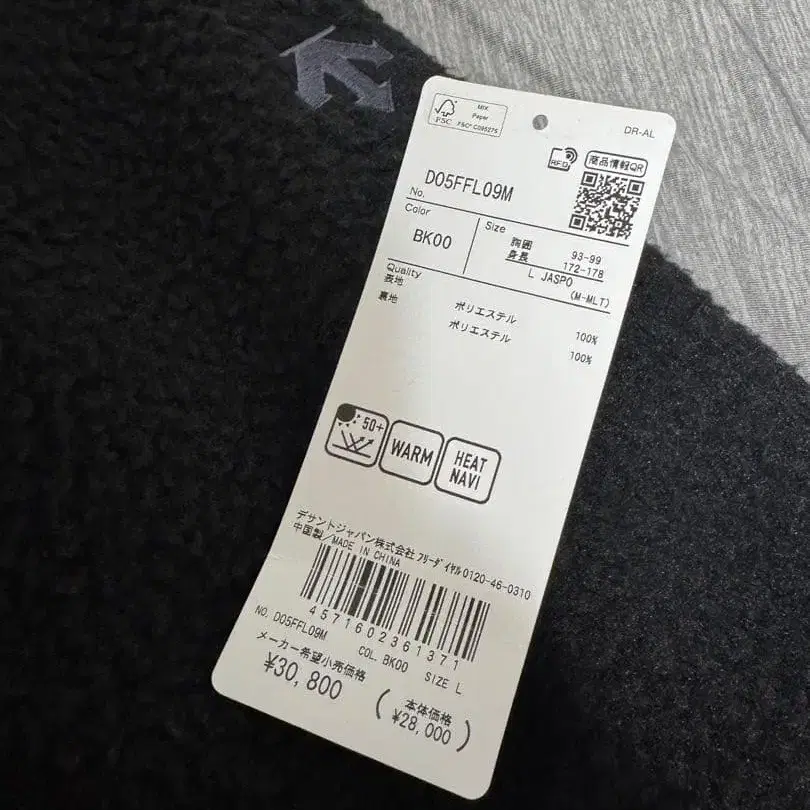 FSC
MIX
Paper
FSC® C095275
DR-AL
RFID
商品情報QR
No. D05FFL09M
Color
BK00
Size
胸囲 93-99
身長 172-178
L JASPO
(M-MLT)
Quality
表地 ポリエステル 100%
裏地 ポリエステル 100%
50+
WARM
HEAT
NAVI
デサントジャパン株式会社 フリーダイヤル0120-46-0310
中国製/MADE IN CHINA
4571602361371
NO. D05FFL09M COL. BK00 SIZE L
メーカー希望小売価格
¥30,800
(本体価格
¥28,000)